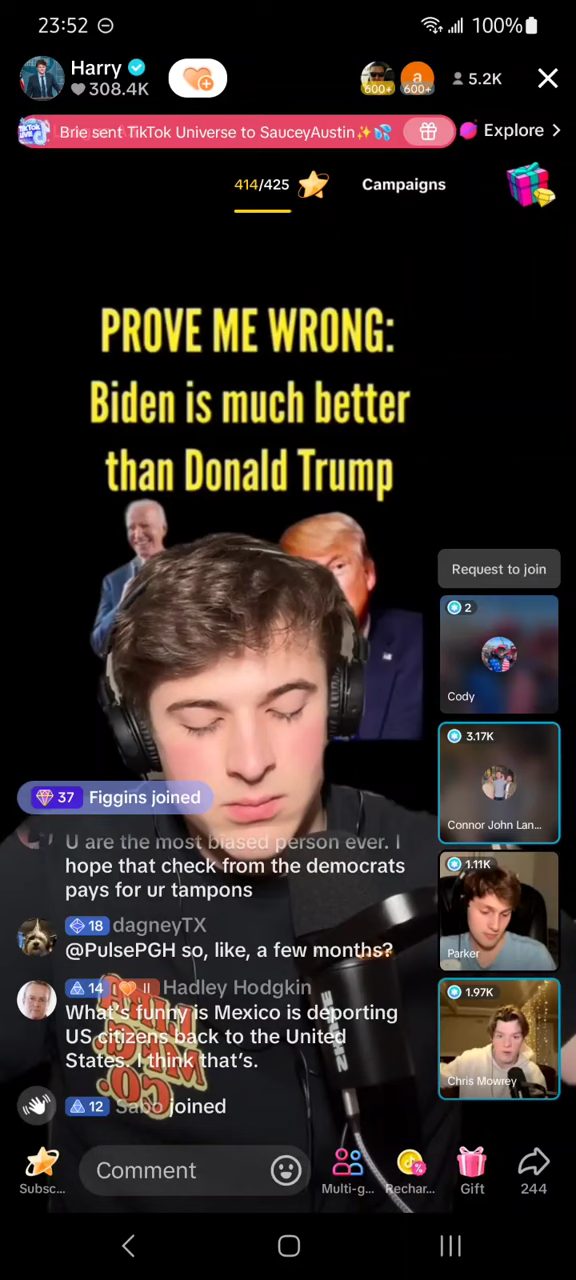 23:52
100%
Harry
308.4K
600+
a
600+
5.2K
Brie sent TikTok Universe to SauceyAustin
Explore >
414/425
Campaigns
PROVE ME WRONG:
Biden is much better
than Donald Trump
Request to join
2
Cody
3.17K
Connor John Lan...
1.11K
Parker
1.97K
Chris Mowrey
37 Figgins joined
U are the most biased person ever. I
hope that check from the democrats
pays for ur tampons
18 dagneyTX
@PulsePGH so, like, a few months?
14 II Hadley Hodgkin
What's funny is Mexico is deporting
US citizens back to the United
States. I think that's.
12 Sabo joined
SHURE
Subsc...
Comment
Multi-g...
Rechar...
Gift
244